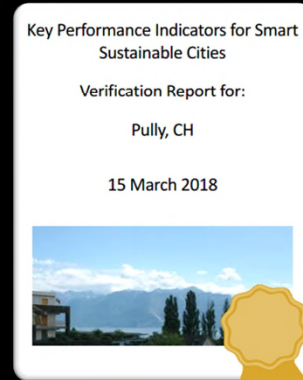 Key Performance Indicators for Smart
Sustainable Cities
Verification Report for:
Pully, CH
15 March 2018